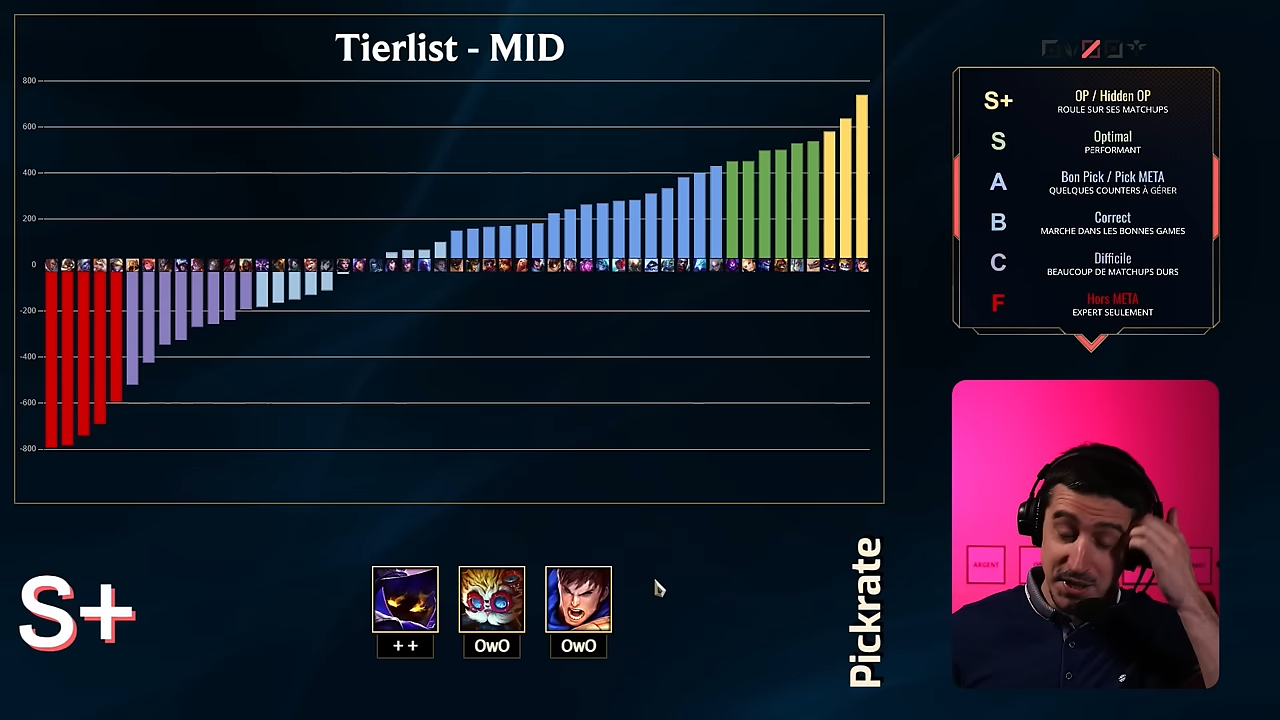 Tierlist - MID
800
600
400
200
0
-200
-400
-600
-800
S+
OP / Hidden OP
ROULE SUR SES MATCHUPS
S
Optimal
PERFORMANT
A
Bon Pick / Pick META
QUELQUES COUNTERS À GÉRER
B
Correct
MARCHE DANS LES BONNES GAMES
C
Difficile
BEAUCOUP DE MATCHUPS DURS
F
Hors META
EXPERT SEULEMENT
ARGENT
S+
++
OwO
OwO
Pickrate